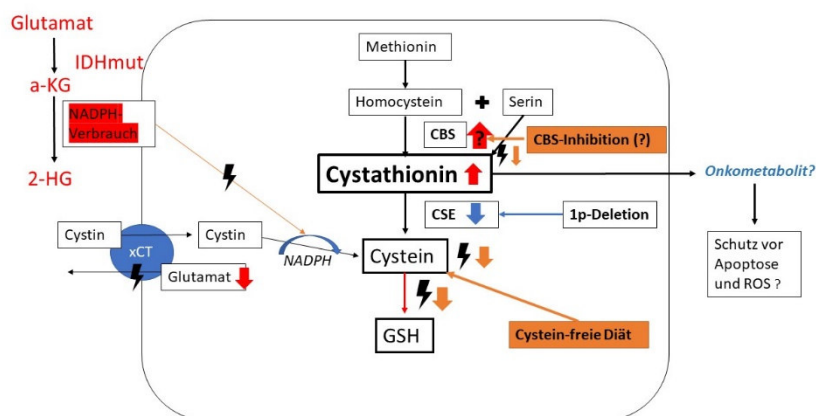 Glutamat
IDHmut
a-KG
NADPH-
Verbrauch
2-HG
Methionin
Homocystein
+
Serin
CBS
?
CBS-Inhibition (?)
Cystathionin
Onkometabolit?
CSE
1p-Deletion
Cystin
xCT
Cystin
NADPH
Cystein
Glutamat
Schutz vor
Apoptose
und ROS ?
GSH
Cystein-freie Diät